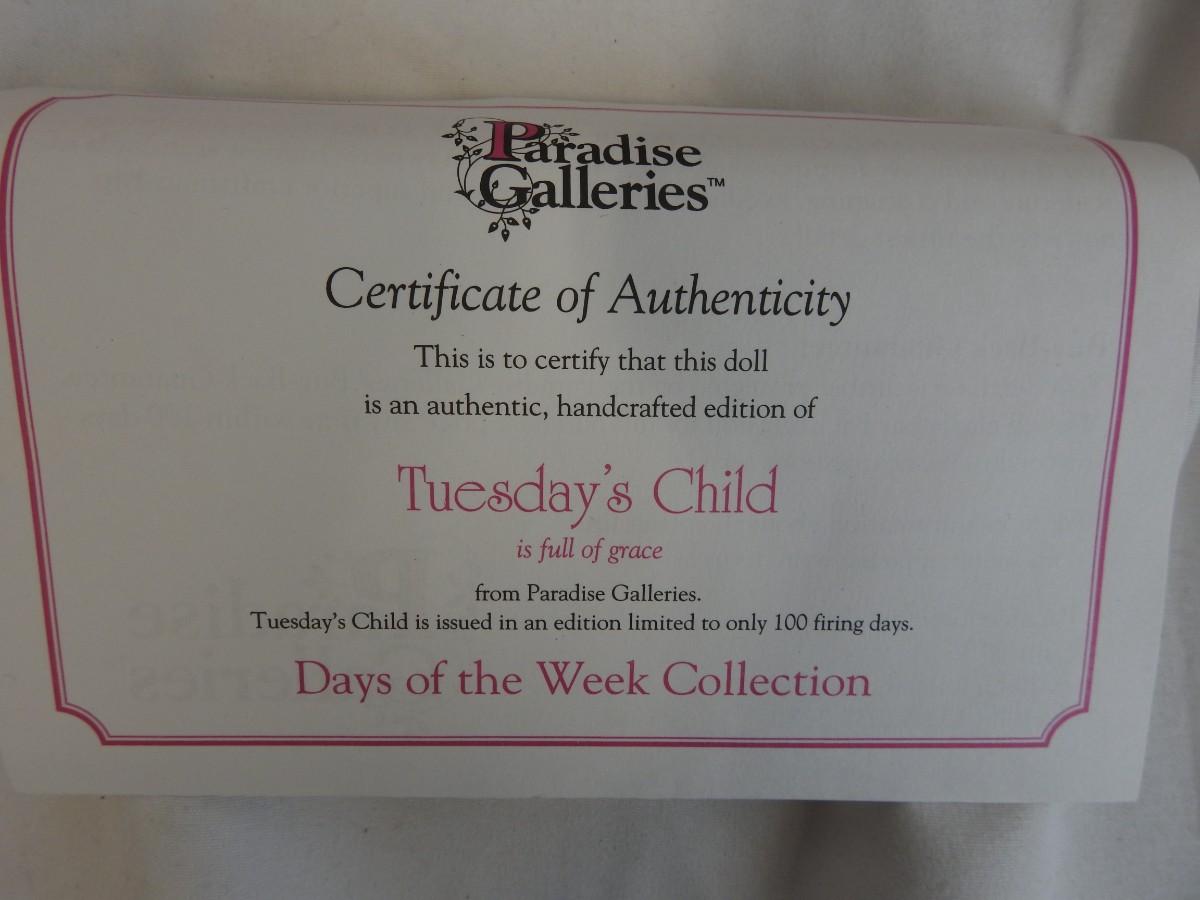 Paradise
Galleries™
Certificate of Authenticity
This is to certify that this doll
is an authentic, handcrafted edition of
Tuesday's Child
is full of grace
from Paradise Galleries.
Tuesday's Child is issued in an edition limited to only 100 firing days.
Days of the Week Collection